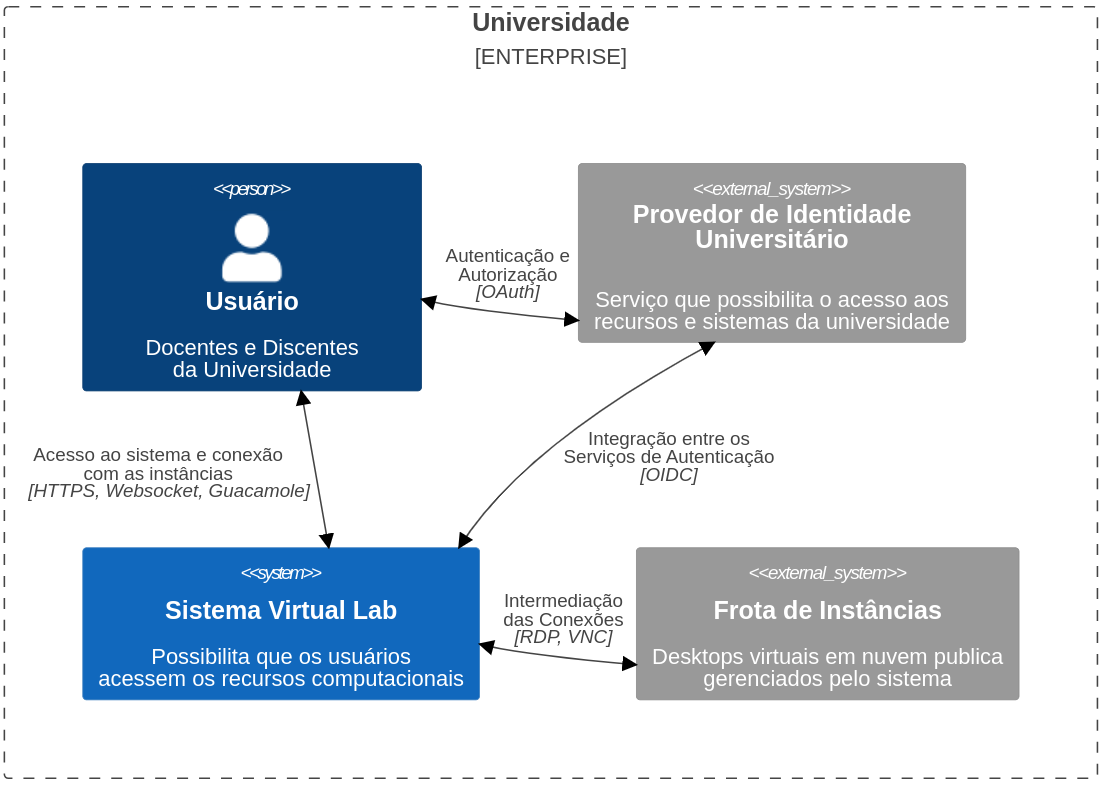 Universidade
[ENTERPRISE]
<<person>>
Usuário
Docentes e Discentes
da Universidade
<<external_system>>
Provedor de Identidade
Universitário
Serviço que possibilita o acesso aos
recursos e sistemas da universidade
Autenticação e
Autorização
[OAuth]
Acesso ao sistema e conexão
com as instâncias
[HTTPS, Websocket, Guacamole]
Integração entre os
Serviços de Autenticação
[OIDC]
<<system>>
Sistema Virtual Lab
Possibilita que os usuários
acessem os recursos computacionais
Intermediação
das Conexões
[RDP, VNC]
<<external_system>>
Frota de Instâncias
Desktops virtuais em nuvem publica
gerenciados pelo sistema